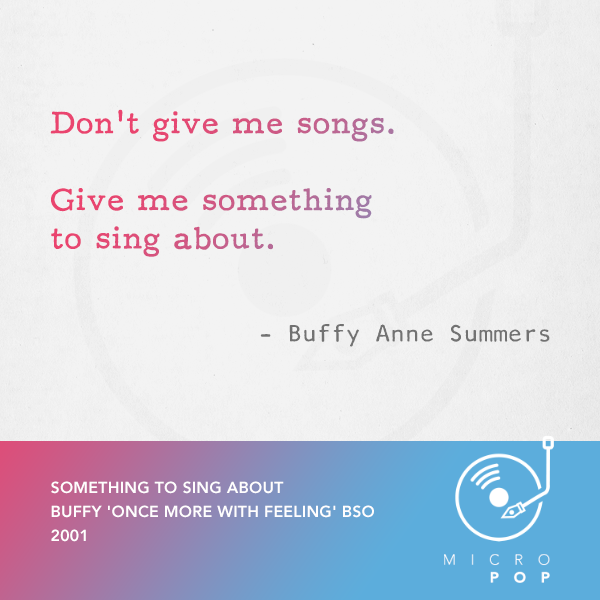 Don't give me songs.
Give me something
to sing about.
- Buffy Anne Summers
SOMETHING TO SING ABOUT
BUFFY 'ONCE MORE WITH FEELING' BSO
2001
MICRO
POP